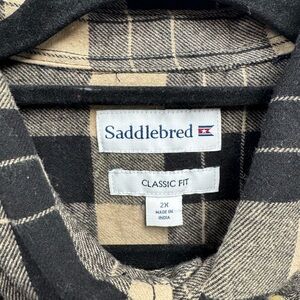 Saddlebred
CLASSIC FIT
2X
MADE IN
INDIA